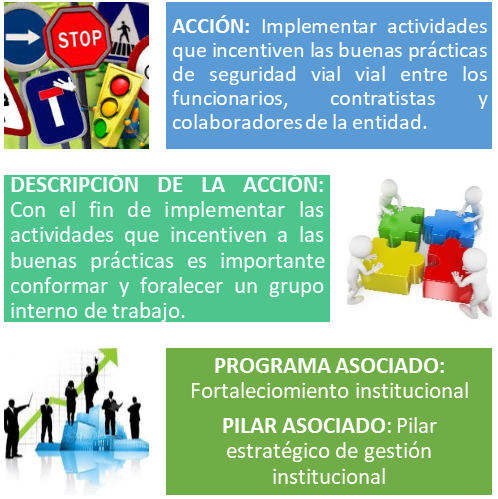 STOP
ACCIÓN: Implementar actividades
que incentiven las buenas prácticas
de seguridad vial vial entre los
funcionarios, contratistas y
colaboradores de la entidad.
DESCRIPCIÓN DE LA ACCIÓN:
Con el fin de implementar las
actividades que incentiven a las
buenas prácticas es importante
conformar y foralecer un grupo
interno de trabajo.
PROGRAMA ASOCIADO:
Fortaleciomiento institucional
PILAR ASOCIADO: Pilar
estratégico de gestión
institucional